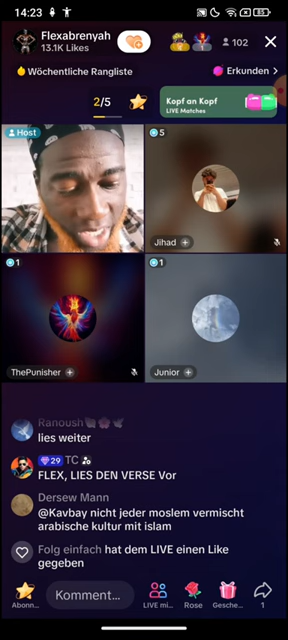 14:23
85
Flexabrenyah
13.1K Likes
102
Wöchentliche Rangliste
Erkunden
2/5
Kopf an Kopf
LIVE Matches
Host
5
Jihad
1
ThePunisher
1
Junior
Ranoush
lies weiter
29 TC
FLEX, LIES DEN VERSE Vor
Dersew Mann
@Kavbay nicht jeder moslem vermischt
arabische kultur mit islam
Folg einfach hat dem LIVE einen Like
gegeben
Komment...
Abonn...
LIVE mi...
Rose
Gesche...
1